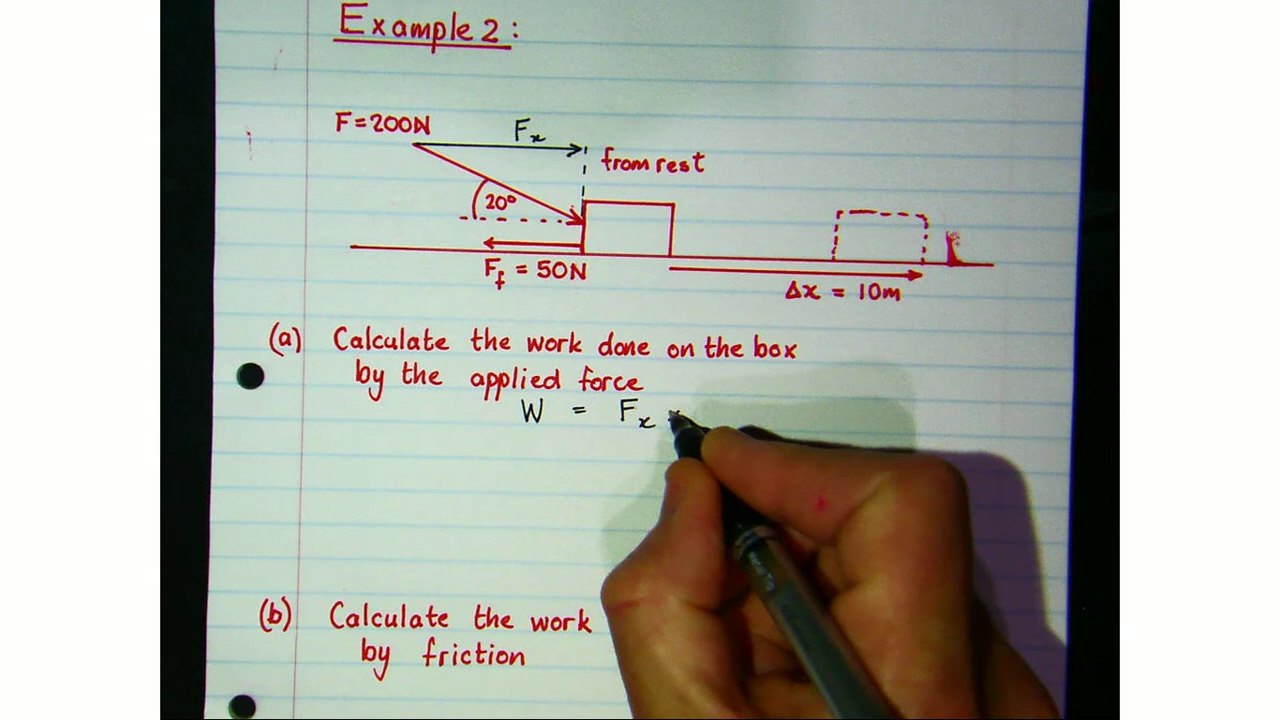 Example 2:
F = 200N
Fx
from rest
20°
Ff = 50N
Δx = 10m
(a) Calculate the work done on the box
by the applied force
W = Fx
(b) Calculate the work
by friction